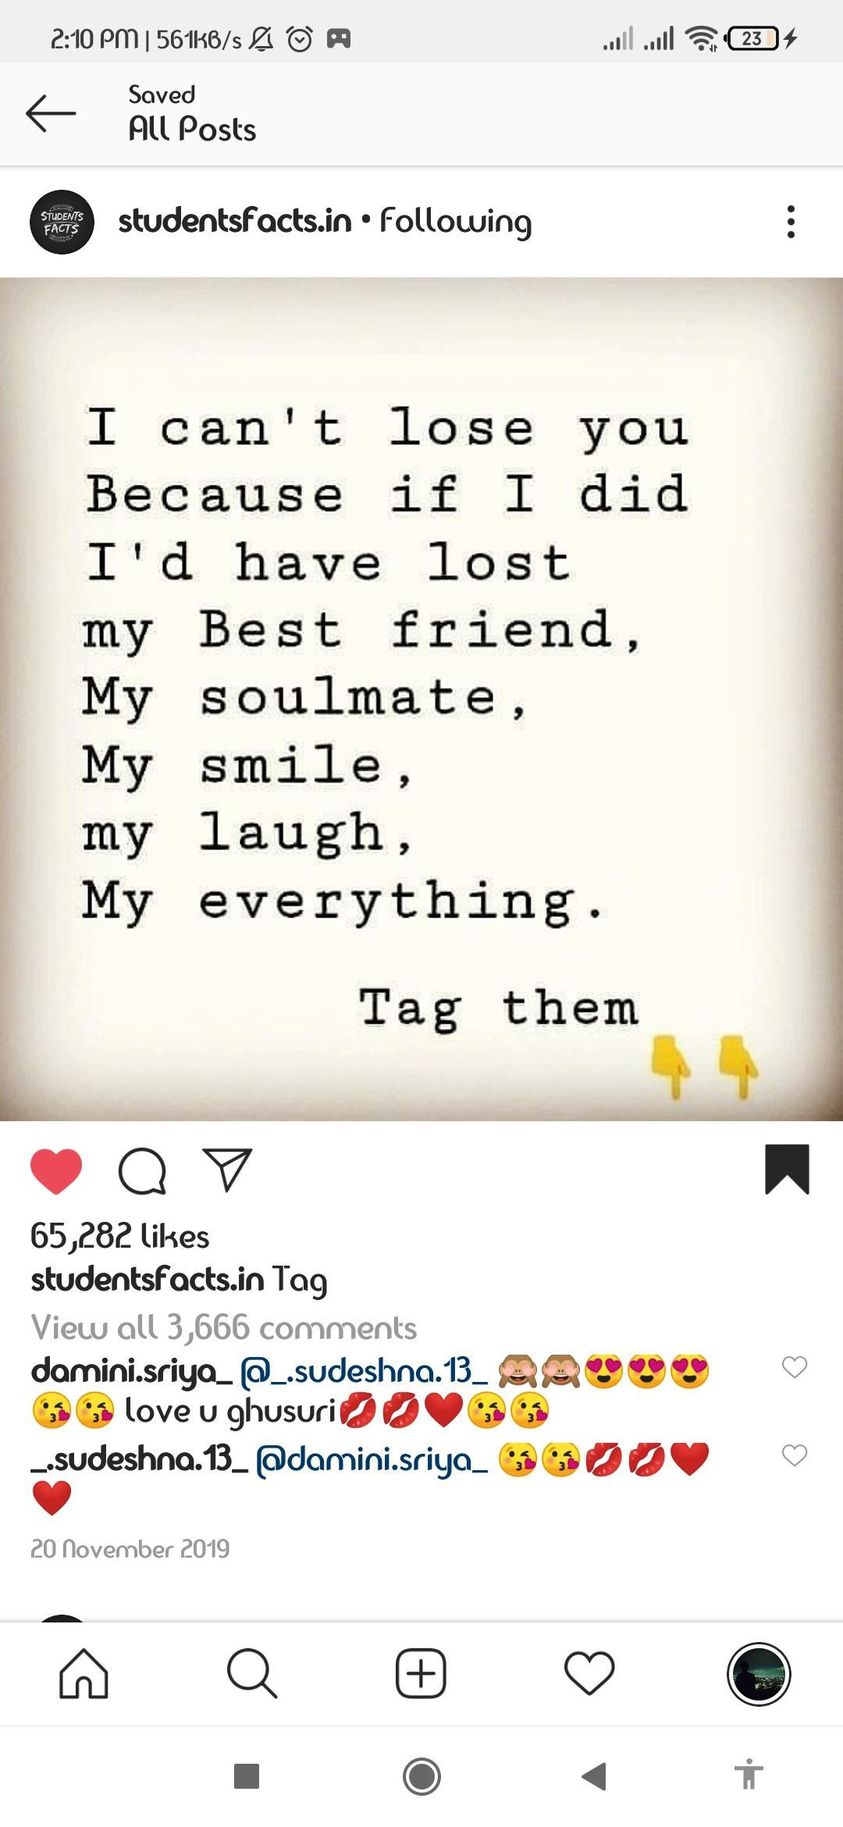 2:10 PM | 561KB/s
23
Saved
All Posts
STUDENTS
FACTS
studentsfacts.in • Following
I can't lose you
Because if I did
I'd have lost
my Best friend,
My soulmate,
My smile,
my laugh,
My everything.
Tag them
👇👇
65,282 likes
studentsfacts.in Tag
View all 3,666 comments
damini.sriya_ @_.sudeshna.13_ 🙈🙈😍😍😍
😘😘 love u ghusuri💋💋❤️😘😘
_.sudeshna.13_ @damini.sriya_ 😘😘💋💋❤️
❤️
20 November 2019